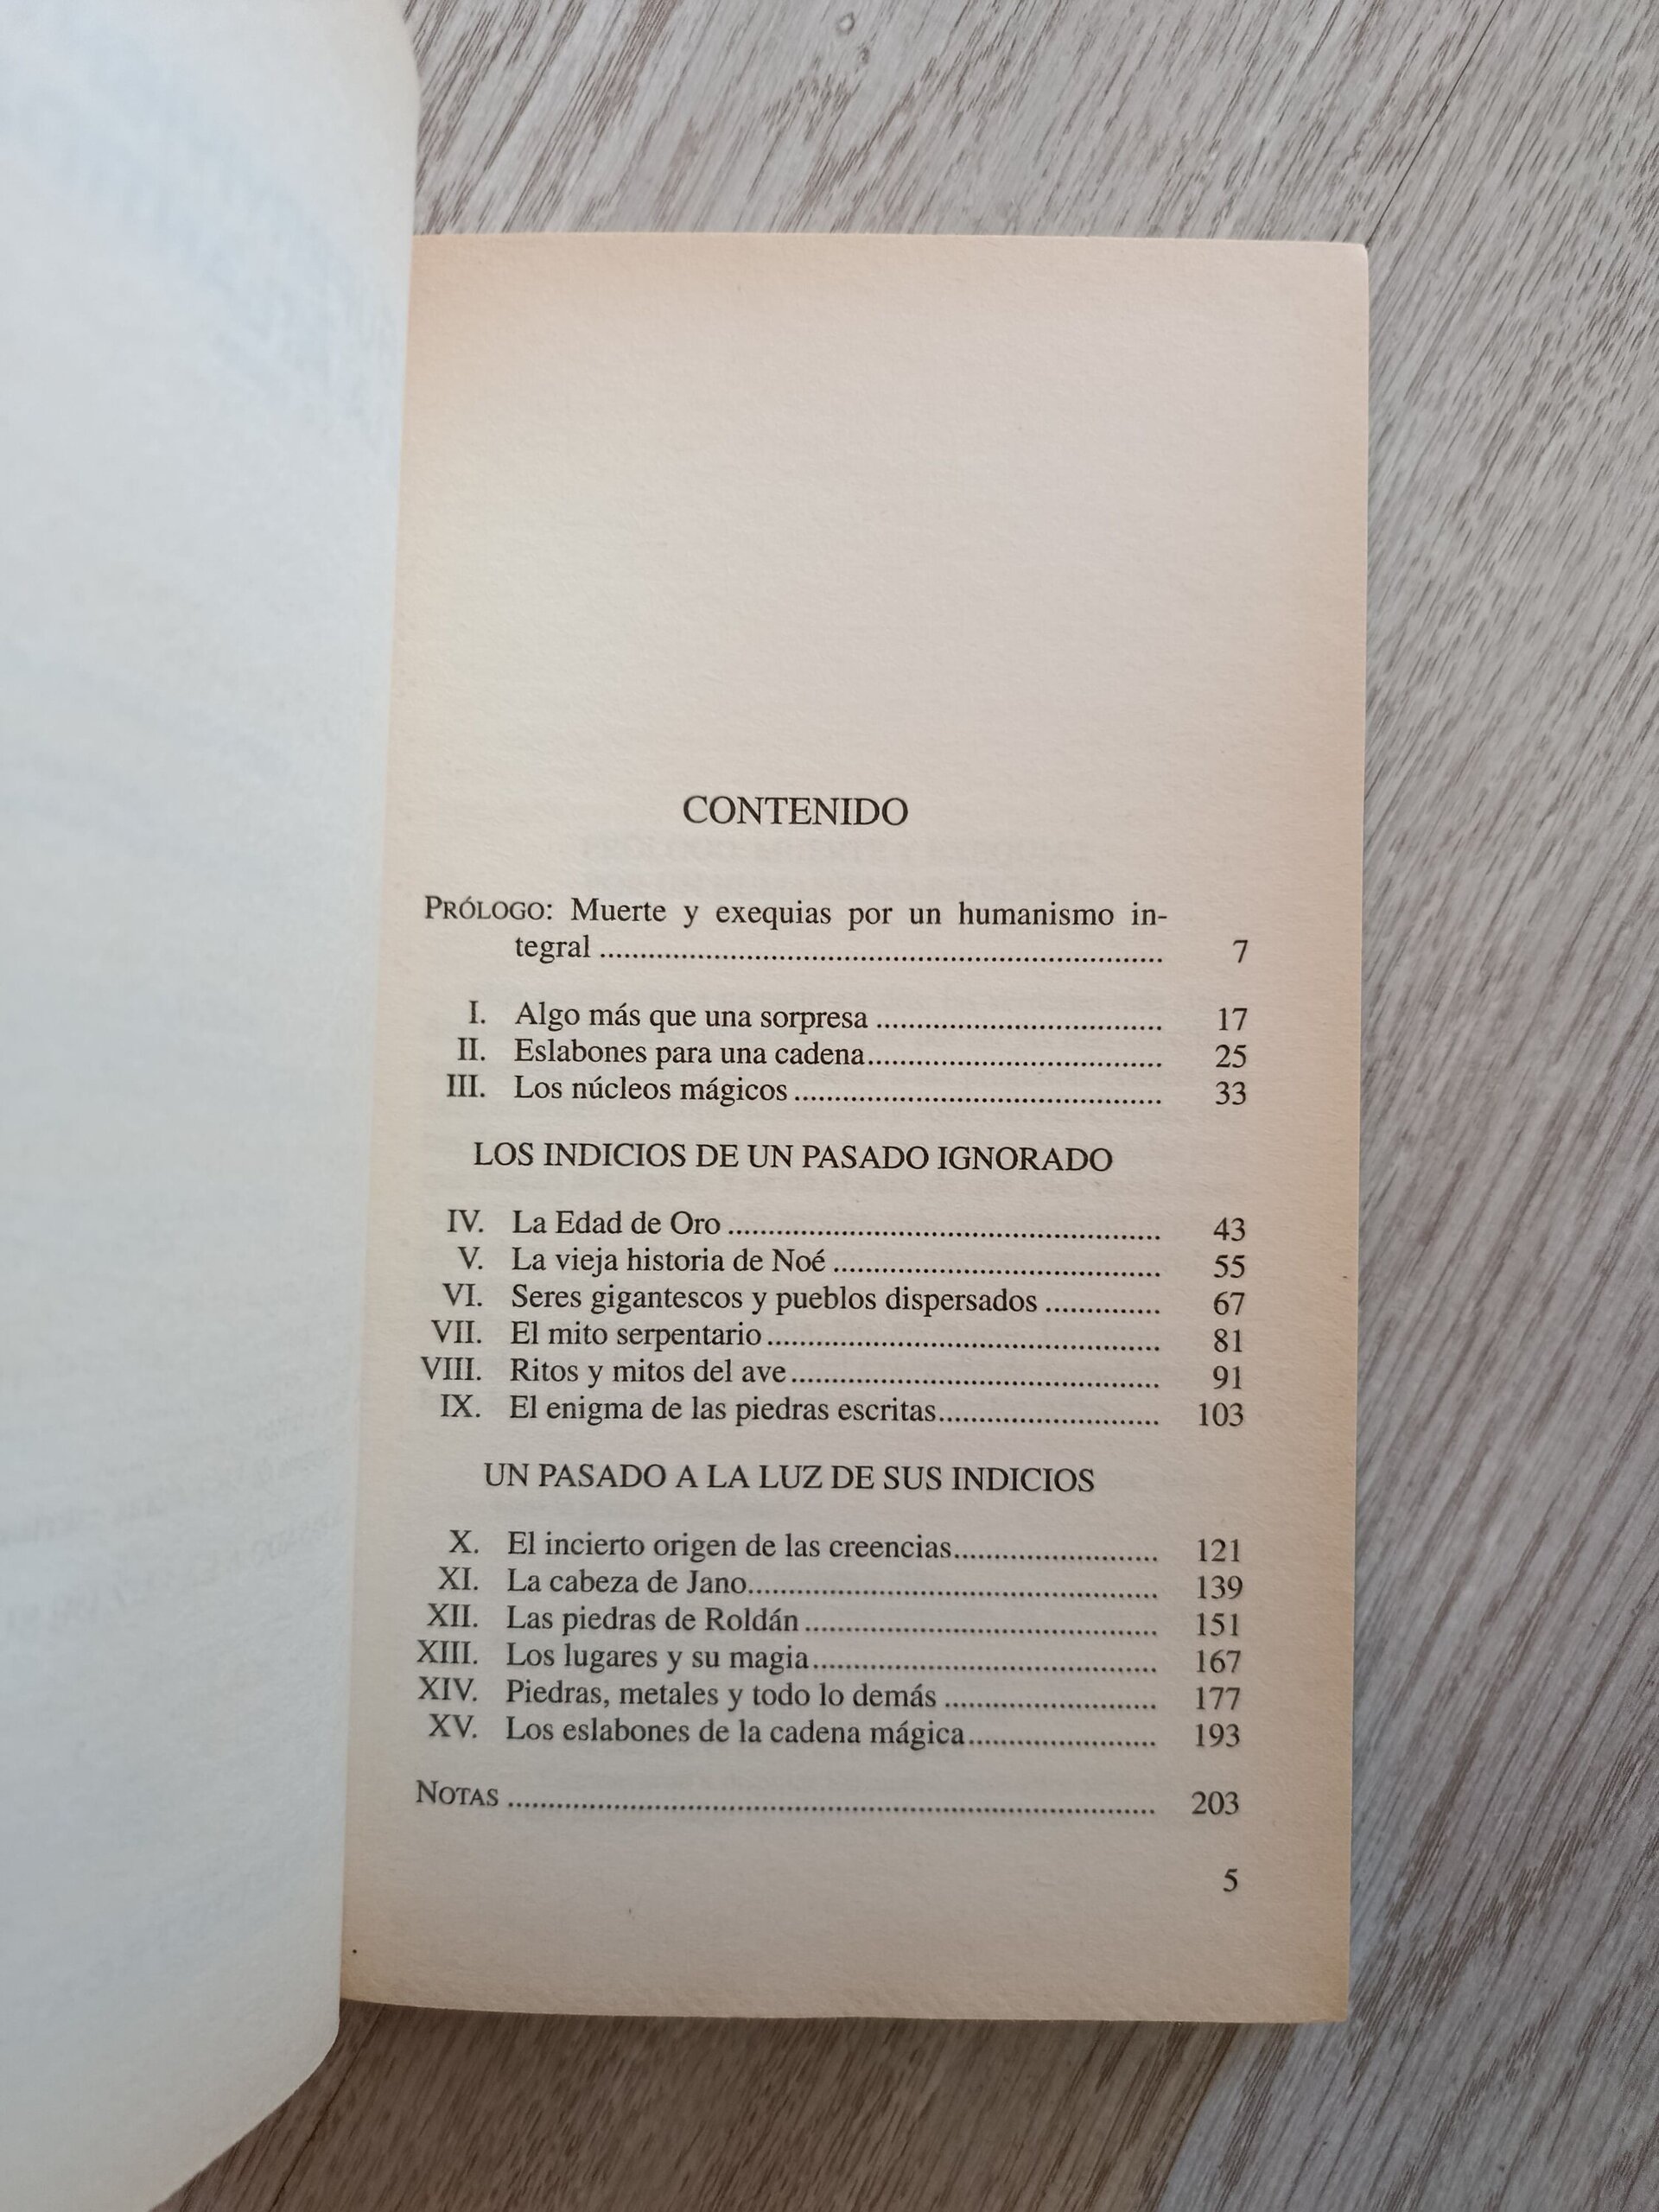 CONTENIDO
PRÓLOGO: Muerte y exequias por un humanismo in-
tegral ........................................ 7
I. Algo más que una sorpresa ........................................ 17
II. Eslabones para una cadena ........................................ 25
III. Los núcleos mágicos ........................................ 33
LOS INDICIOS DE UN PASADO IGNORADO
IV. La Edad de Oro ........................................ 43
V. La vieja historia de Noé ........................................ 55
VI. Seres gigantescos y pueblos dispersados .............. 67
VII. El mito serpentario ........................................ 81
VIII. Ritos y mitos del ave ........................................ 91
IX. El enigma de las piedras escritas ........................... 103
UN PASADO A LA LUZ DE SUS INDICIOS
X. El incierto origen de las creencias ......................... 121
XI. La cabeza de Jano ........................................ 139
XII. Las piedras de Roldán ........................................ 151
XIII. Los lugares y su magia ........................................ 167
XIV. Piedras, metales y todo lo demás .......................... 177
XV. Los eslabones de la cadena mágica ....................... 193
NOTAS ........................................ 203
5